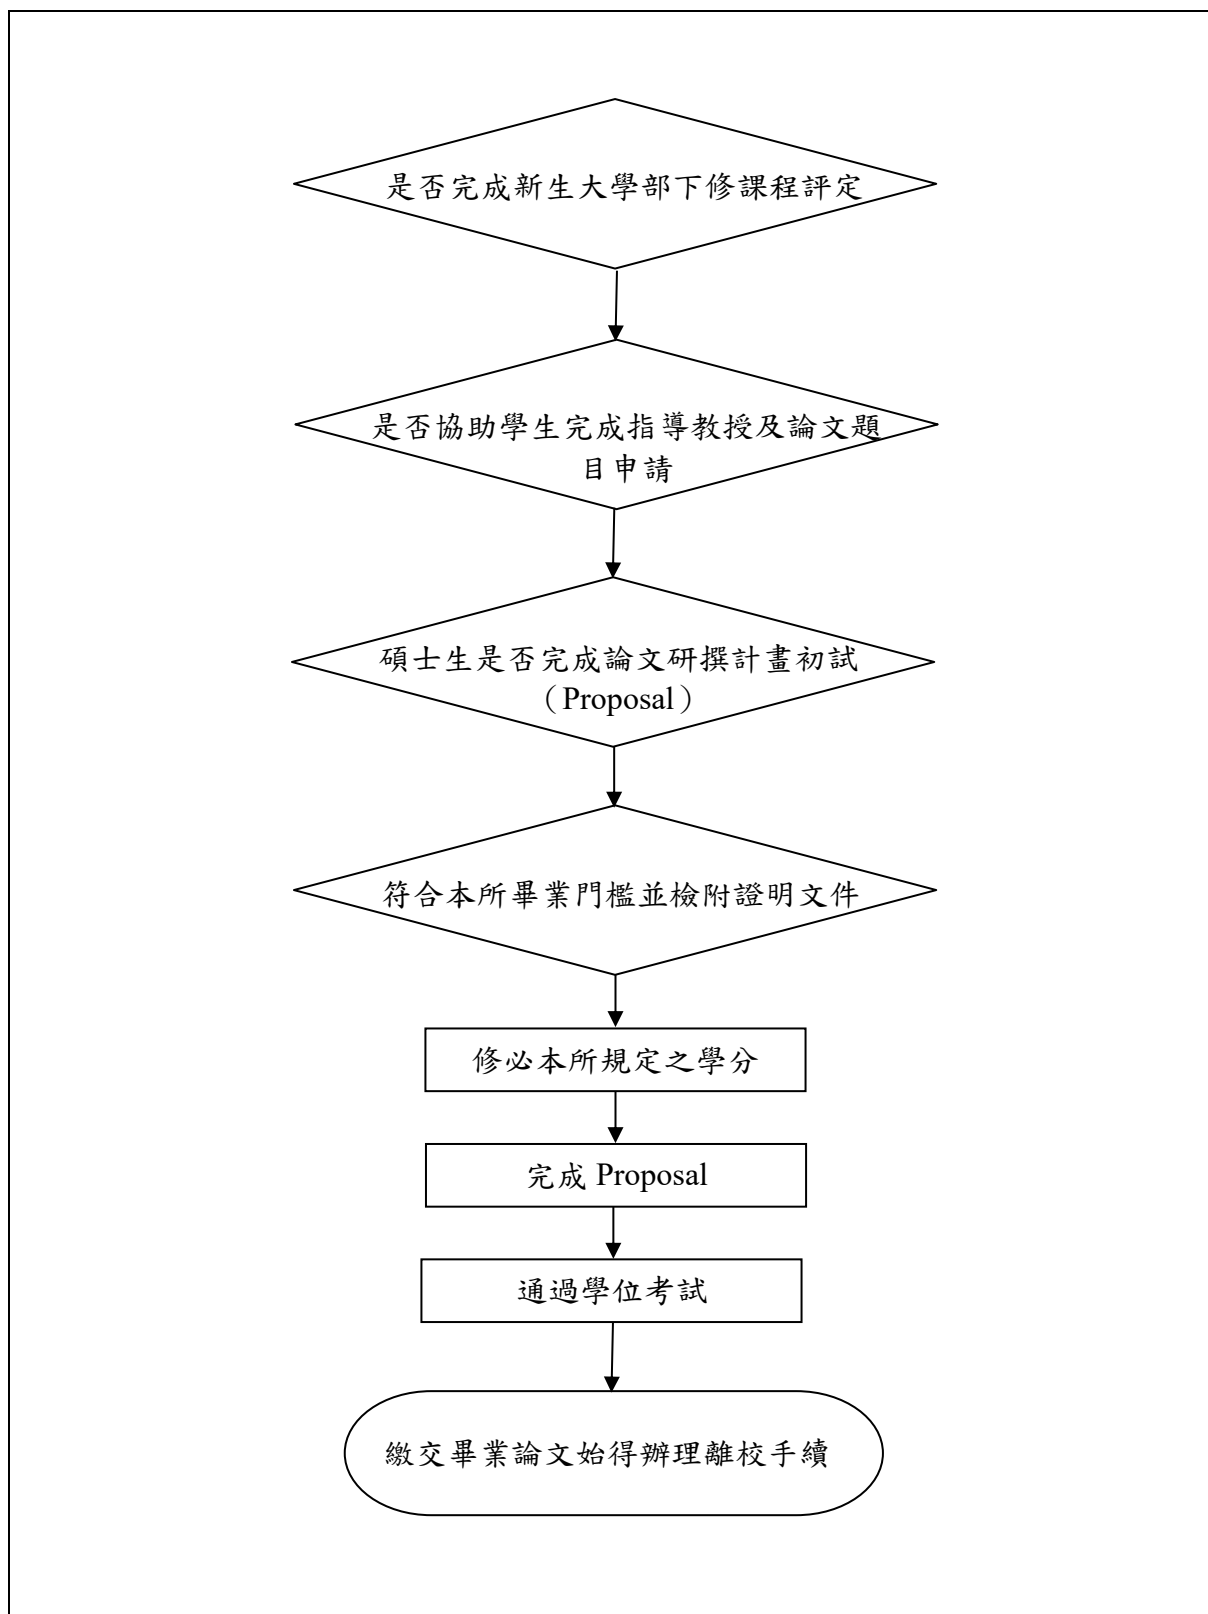 是否完成新生大學部下修課程評定
是否協助學生完成指導教授及論文題
目申請
碩士生是否完成論文研撰計畫初試
（Proposal）
符合本所畢業門檻並檢附證明文件
修必本所規定之學分
完成 Proposal
通過學位考試
繳交畢業論文始得辦理離校手續